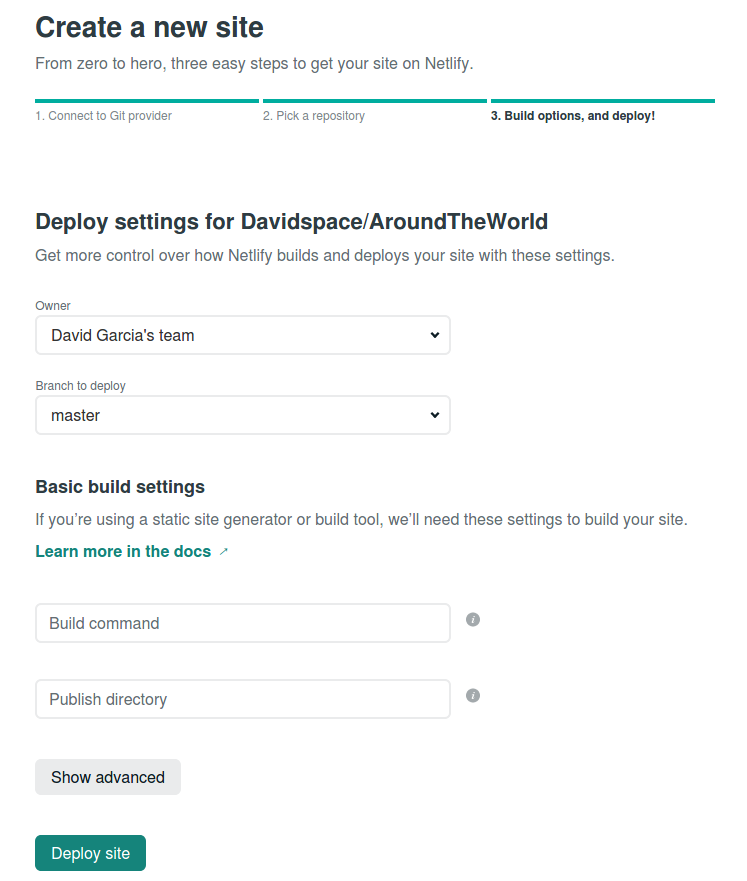 Create a new site
From zero to hero, three easy steps to get your site on Netlify.
1. Connect to Git provider
2. Pick a repository
3. Build options, and deploy!
Deploy settings for Davidspace/AroundTheWorld
Get more control over how Netlify builds and deploys your site with these settings.
Owner
David Garcia's team
Branch to deploy
master
Basic build settings
If you’re using a static site generator or build tool, we’ll need these settings to build your site.
Learn more in the docs ↗
Build command
i
Publish directory
i
Show advanced
Deploy site